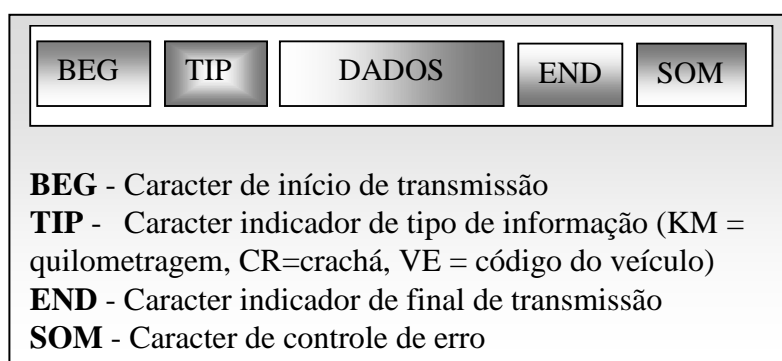 BEG TIP DADOS END SOM
BEG - Caracter de início de transmissão
TIP - Caracter indicador de tipo de informação (KM =
quilometragem, CR=crachá, VE = código do veículo)
END - Caracter indicador de final de transmissão
SOM - Caracter de controle de erro